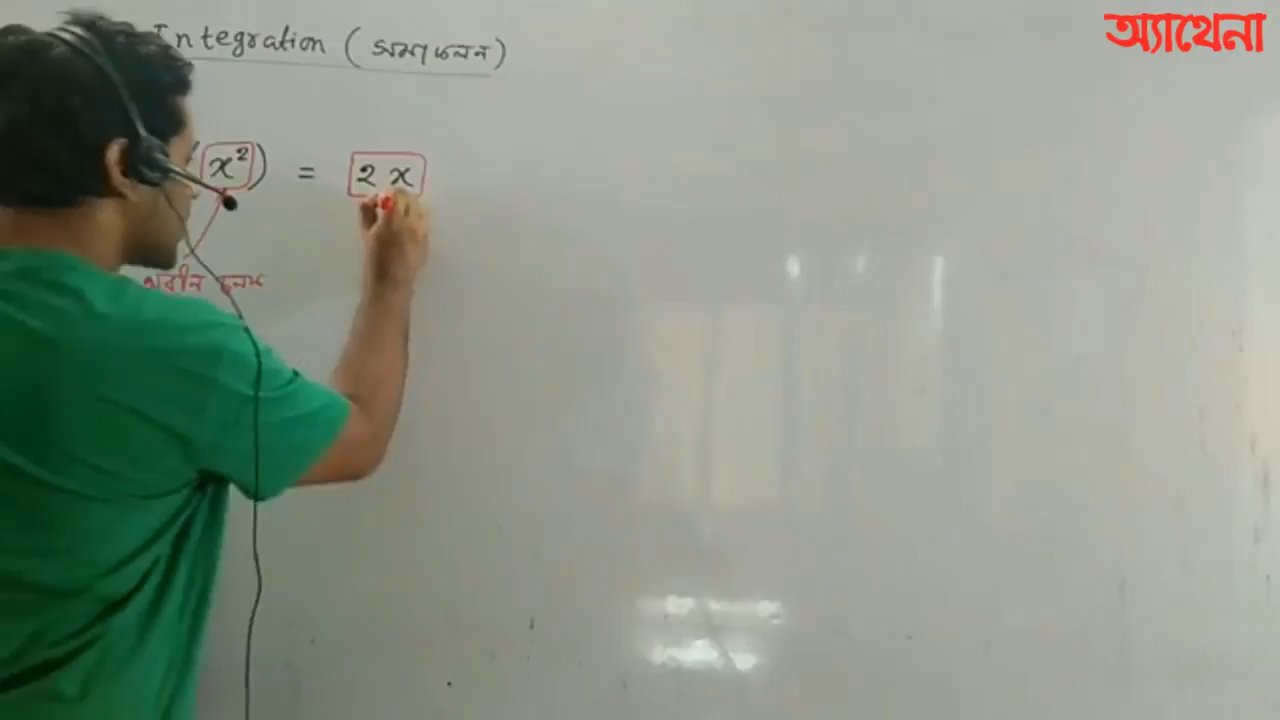 অ্যাথেনা
Integration (সমাকলন)
(x²) = 2x